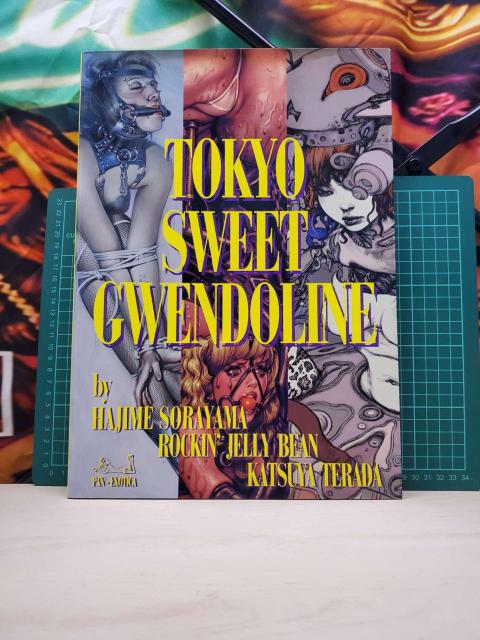 TOKYO
SWEET
GWENDOLINE
by
HAJIME SORAYAMA
ROCKIN' JELLY BEAN
KATSUYA TERADA
PAN-EXOTICA